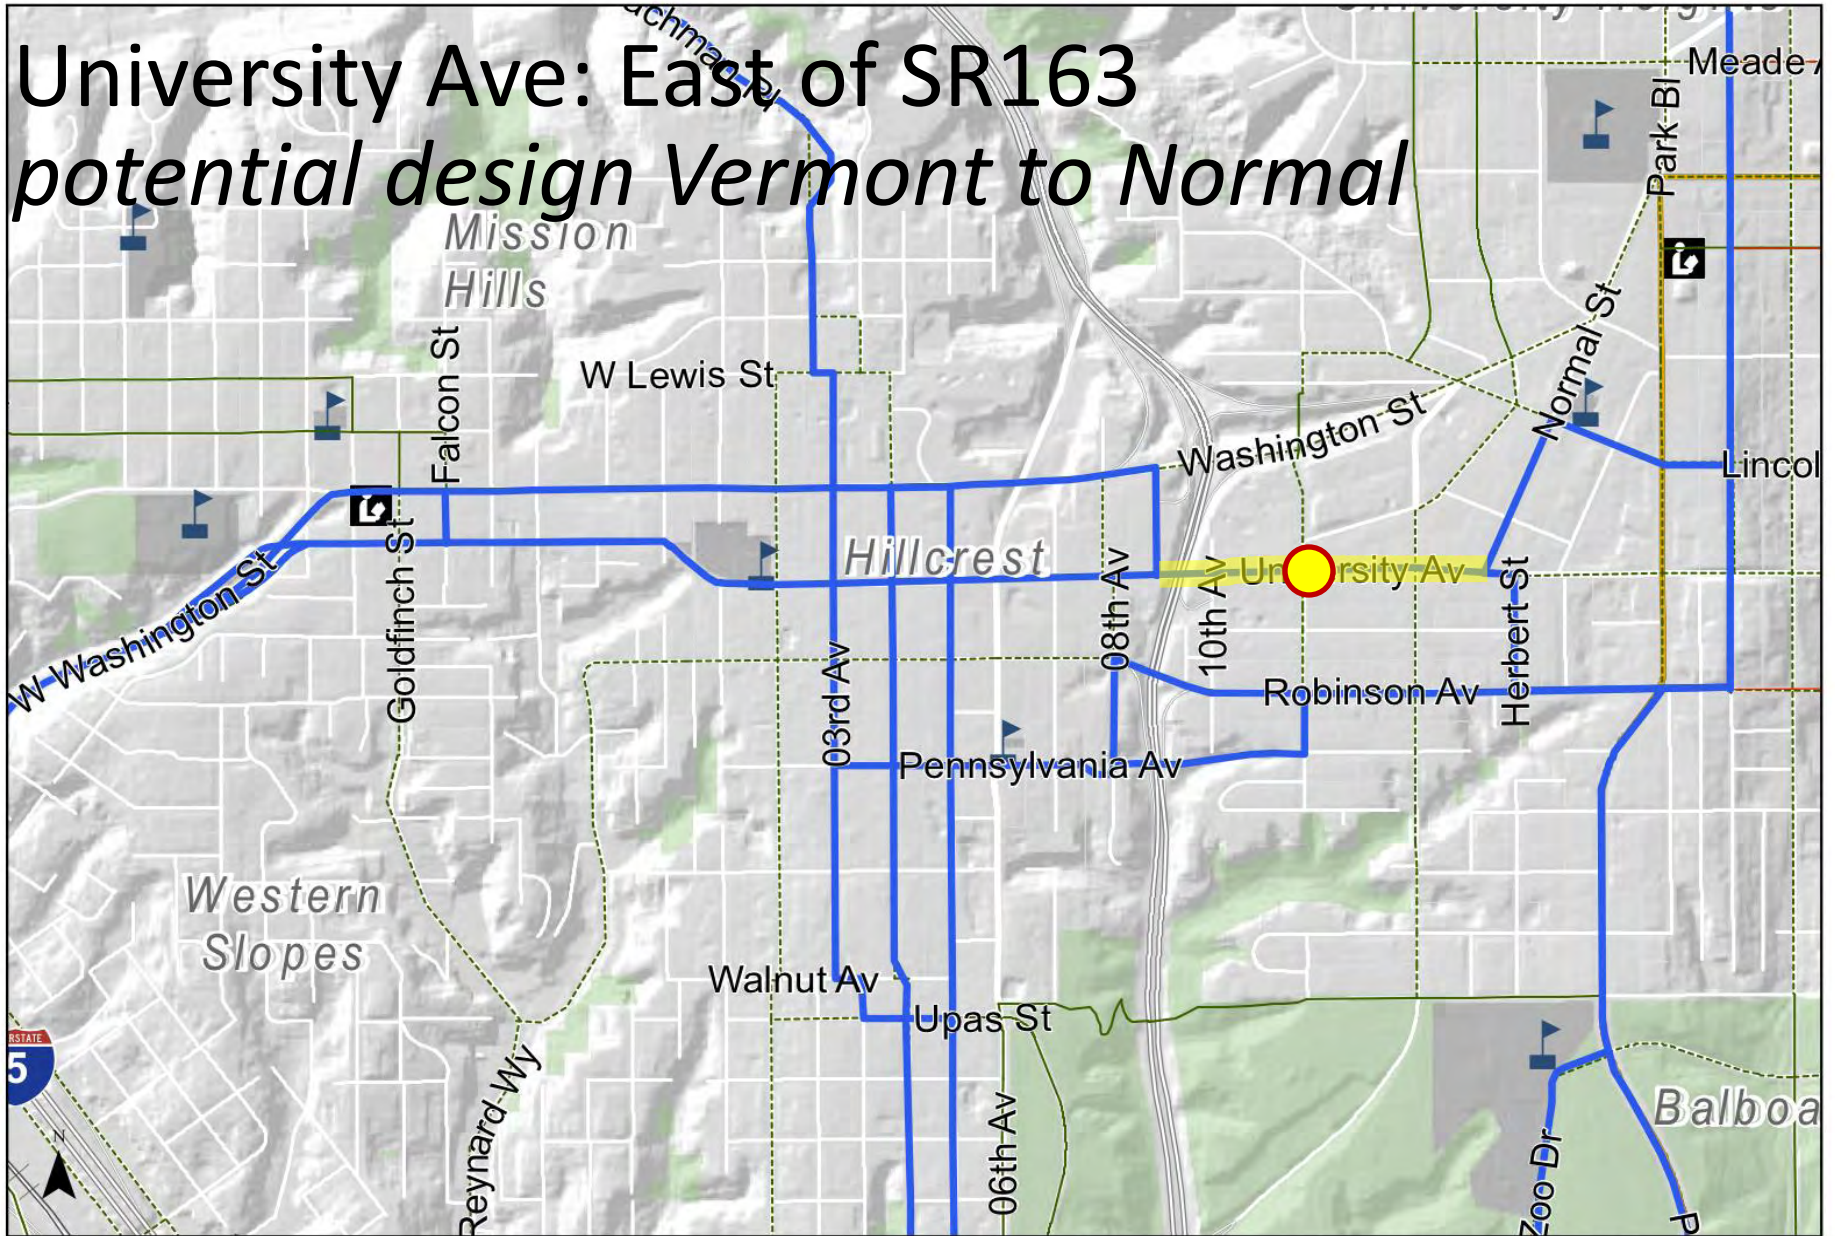 University Ave: East of SR163
potential design Vermont to Normal
Meade
Park Bl
Mission
Hills
Falcon St
W Lewis St
Normal St
Washington St
Lincol
Goldfinch St
Hillcrest
08th Av
10th Av
Herbert St
W Washington St
03rd Av
Robinson Av
Pennsylvania Av
Western
Slopes
Walnut Av
Upas St
5
N
Reynard Wy
06th Av
Zoo Dr
Balboa
P